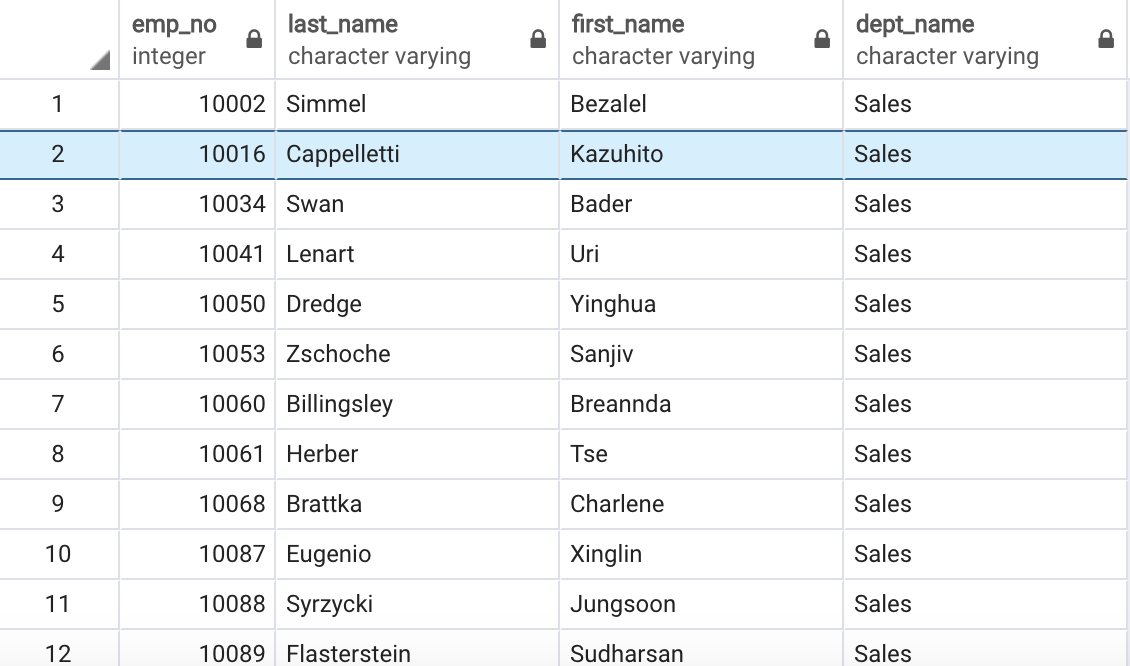 emp_no last_name first_name dept_name
integer character varying character varying character varying
1 10002 Simmel Bezalel Sales
2 10016 Cappelletti Kazuhito Sales
3 10034 Swan Bader Sales
4 10041 Lenart Uri Sales
5 10050 Dredge Yinghua Sales
6 10053 Zschoche Sanjiv Sales
7 10060 Billingsley Breannda Sales
8 10061 Herber Tse Sales
9 10068 Brattka Charlene Sales
10 10087 Eugenio Xinglin Sales
11 10088 Syrzycki Jungsoon Sales
12 10089 Flasterstein Sudharsan Sales